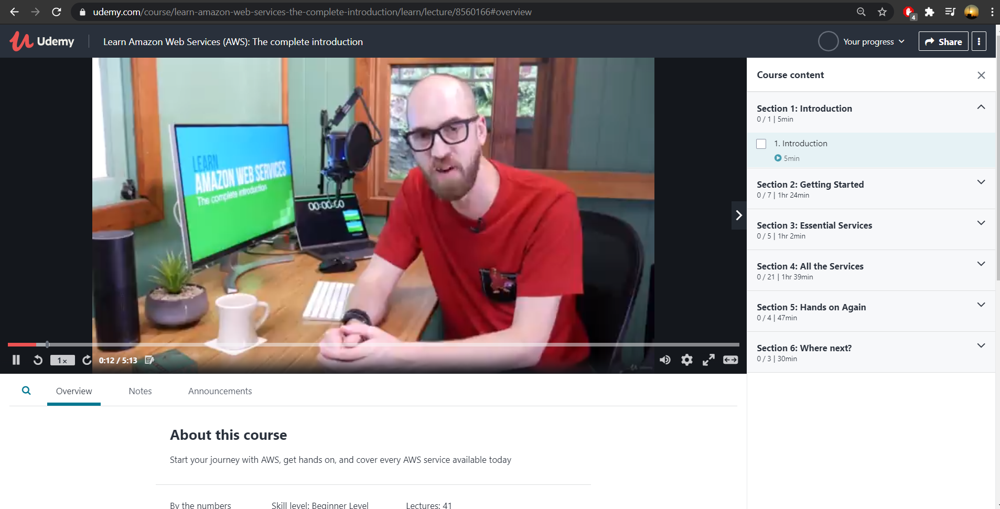 udemy.com/course/learn-amazon-web-services-the-complete-introduction/learn/lecture/8560166#overview
4
Udemy
Learn Amazon Web Services (AWS): The complete introduction
Your progress
Share
LEARN
AMAZON WEB SERVICES
The complete introduction
00:00:00
1x
0:12 / 5:13
Course content
Section 1: Introduction
0 / 1 | 5min
1. Introduction
5min
Section 2: Getting Started
0 / 7 | 1hr 24min
Section 3: Essential Services
0 / 5 | 1hr 2min
Section 4: All the Services
0 / 21 | 1hr 39min
Section 5: Hands on Again
0 / 4 | 47min
Section 6: Where next?
0 / 3 | 30min
Overview
Notes
Announcements
About this course
Start your journey with AWS, get hands on, and cover every AWS service available today
By the numbers
Skill level: Beginner Level
Lectures: 41